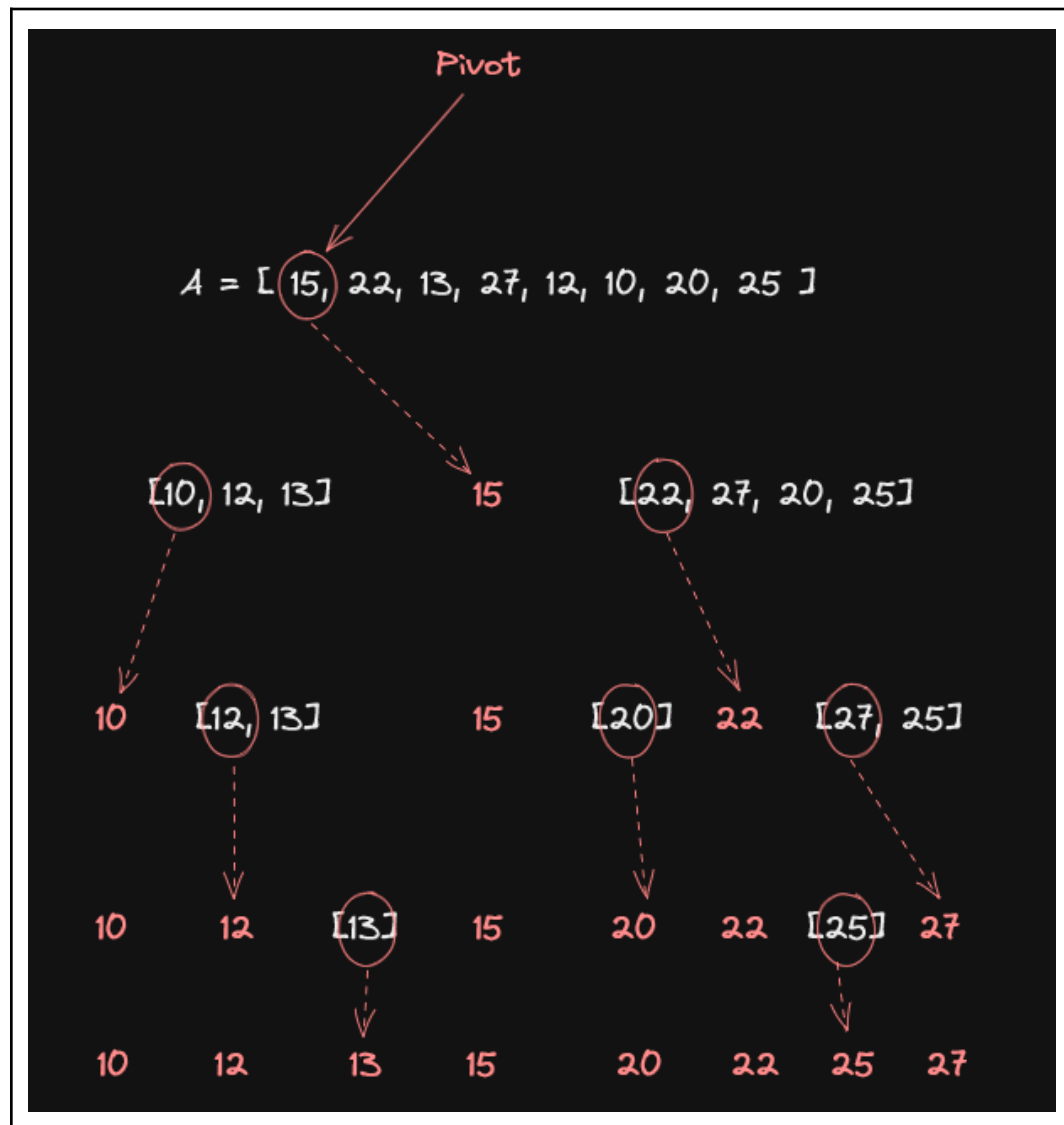 Pivot
A = [ 15, 22, 13, 27, 12, 10, 20, 25 ]
[10, 12, 13] 15 [22, 27, 20, 25]
10 [12, 13] 15 [20] 22 [27, 25]
10 12 [13] 15 20 22 [25] 27
10 12 13 15 20 22 25 27